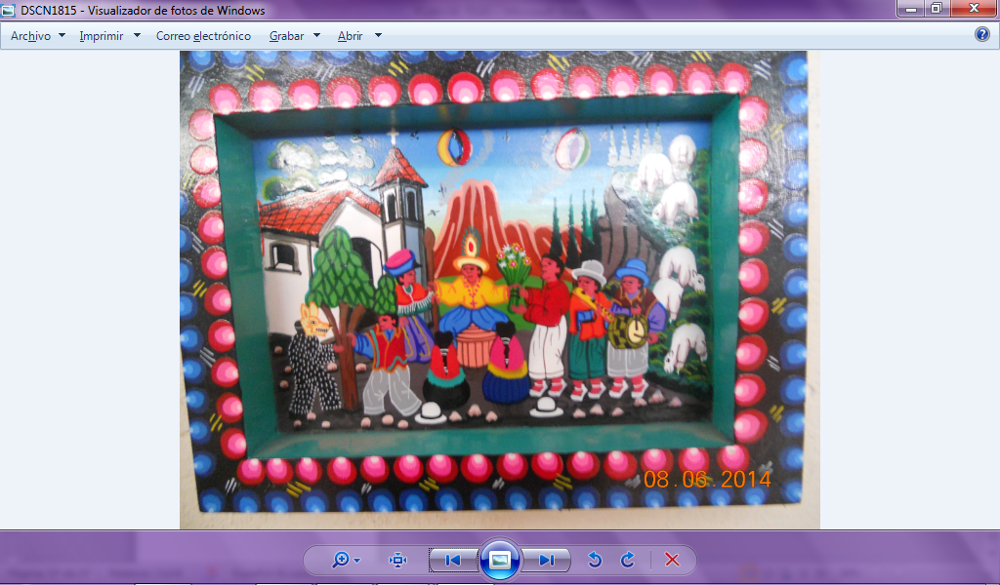 DSCN1815 - Visualizador de fotos de Windows
Archivo Imprimir Correo electrónico Grabar Abrir
08.06.2014